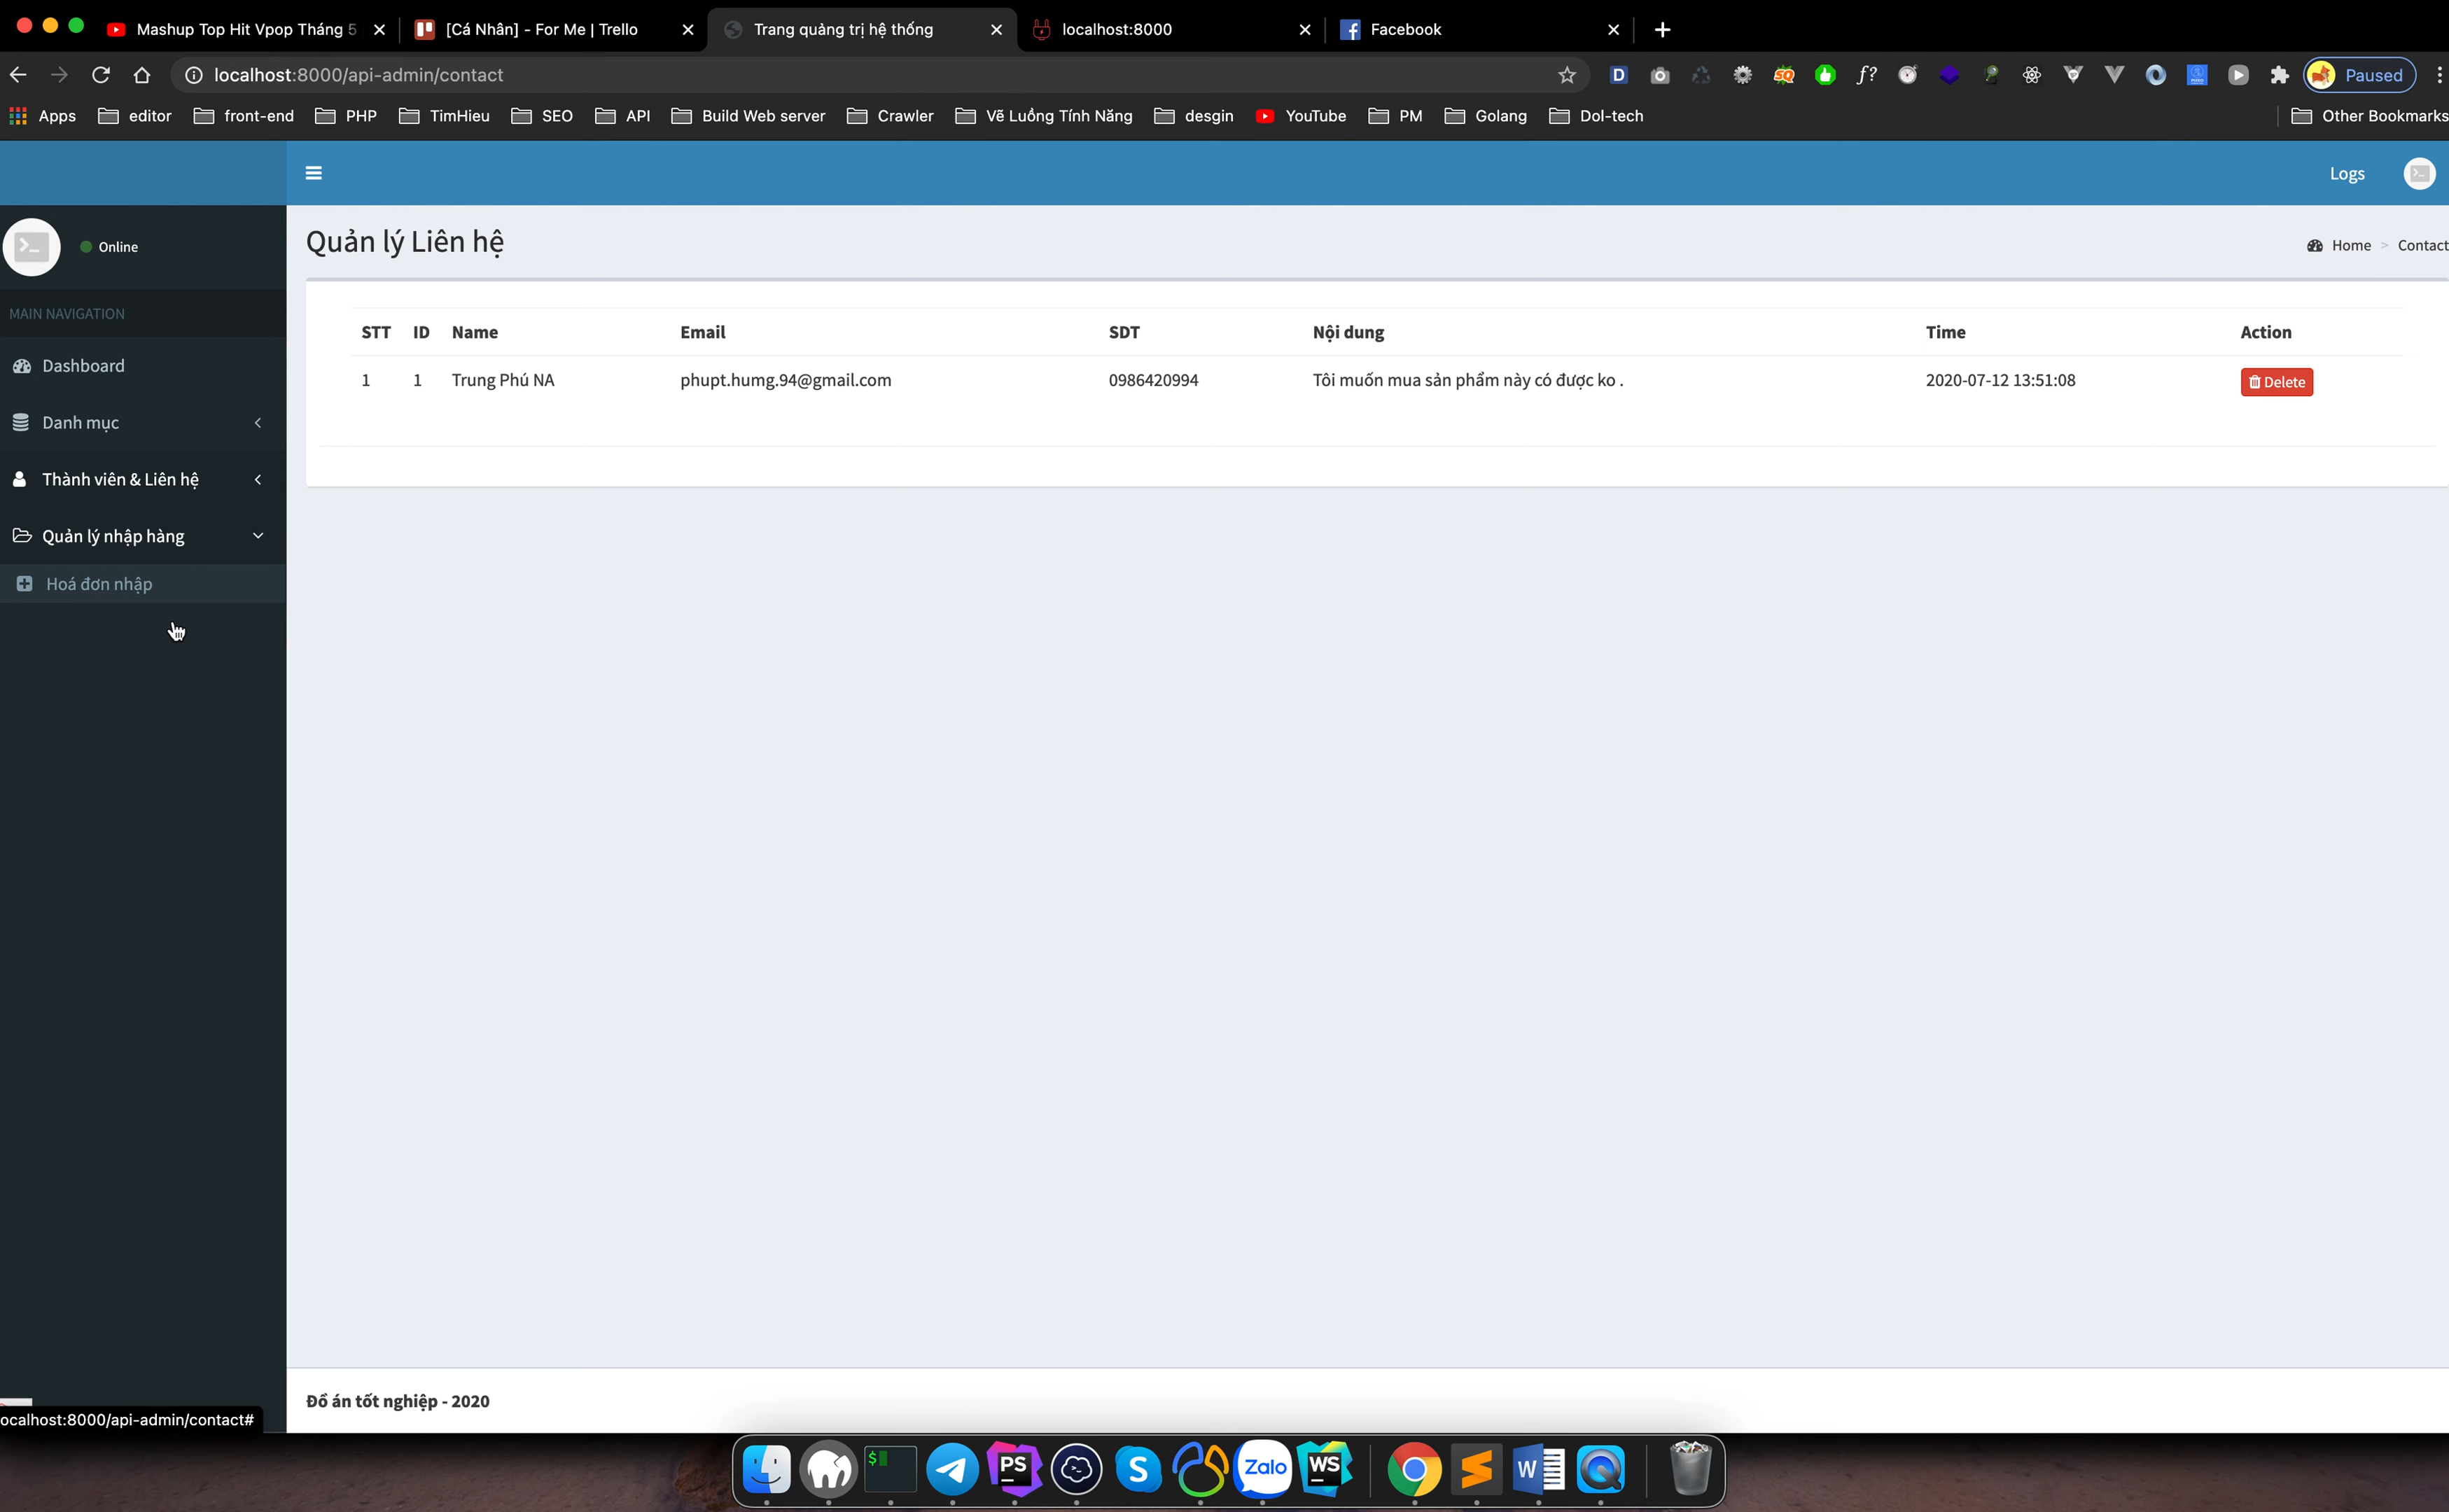 Mashup Top Hit Vpop Tháng 5
[Cá Nhân] - For Me | Trello
Trang quảng trị hệ thống
localhost:8000
Facebook
localhost:8000/api-admin/contact
D
SQ
f?
Paused
Apps
editor
front-end
PHP
TimHieu
SEO
API
Build Web server
Crawler
Vẽ Luồng Tính Năng
desgin
YouTube
PM
Golang
Dol-tech
Other Bookmarks
Logs
Online
Quản lý Liên hệ
Home > Contact
MAIN NAVIGATION
Dashboard
Danh mục
Thành viên & Liên hệ
Quản lý nhập hàng
Hoá đơn nhập
STT ID Name Email SDT Nội dung Time Action
1 1 Trung Phú NA phupt.humg.94@gmail.com 0986420994 Tôi muốn mua sản phẩm này có được ko . 2020-07-12 13:51:08 Delete
Đồ án tốt nghiệp - 2020
ocalhost:8000/api-admin/contact#
$
PS
S
Zalo
WS
W